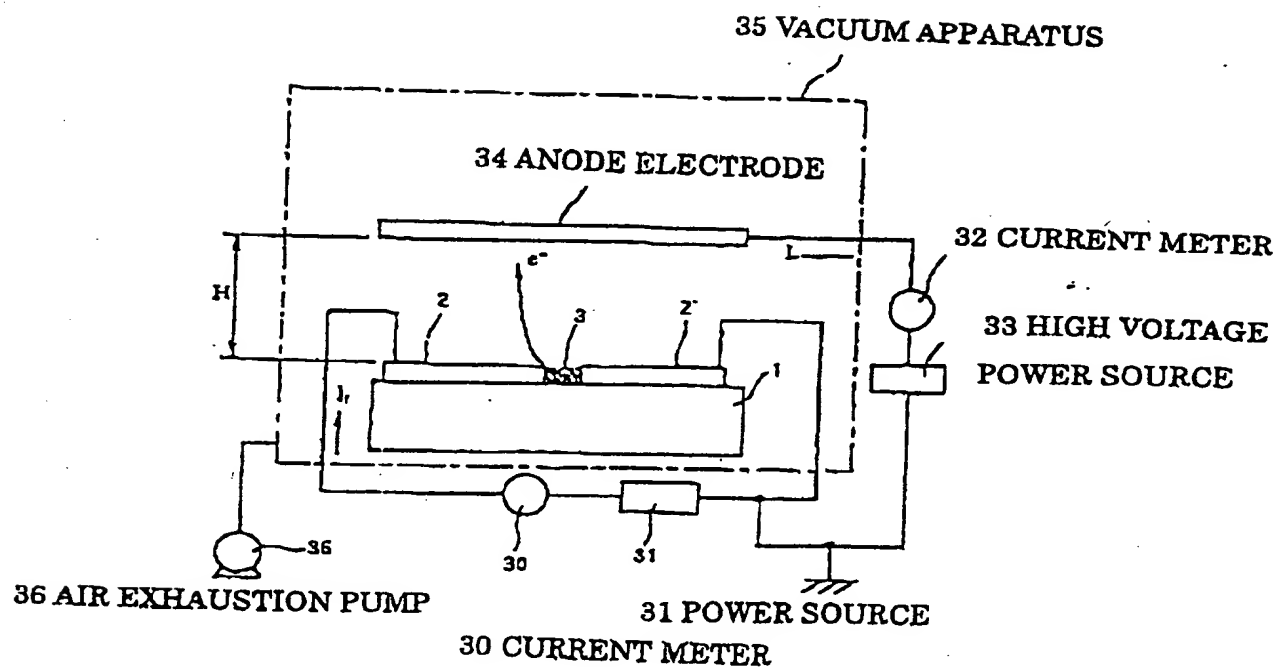 35 VACUUM APPARATUS
34 ANODE ELECTRODE
32 CURRENT METER
H
e-
2
3
2'
33 HIGH VOLTAGE
POWER SOURCE
1
36
30
31
36 AIR EXHAUSTION PUMP
31 POWER SOURCE
30 CURRENT METER